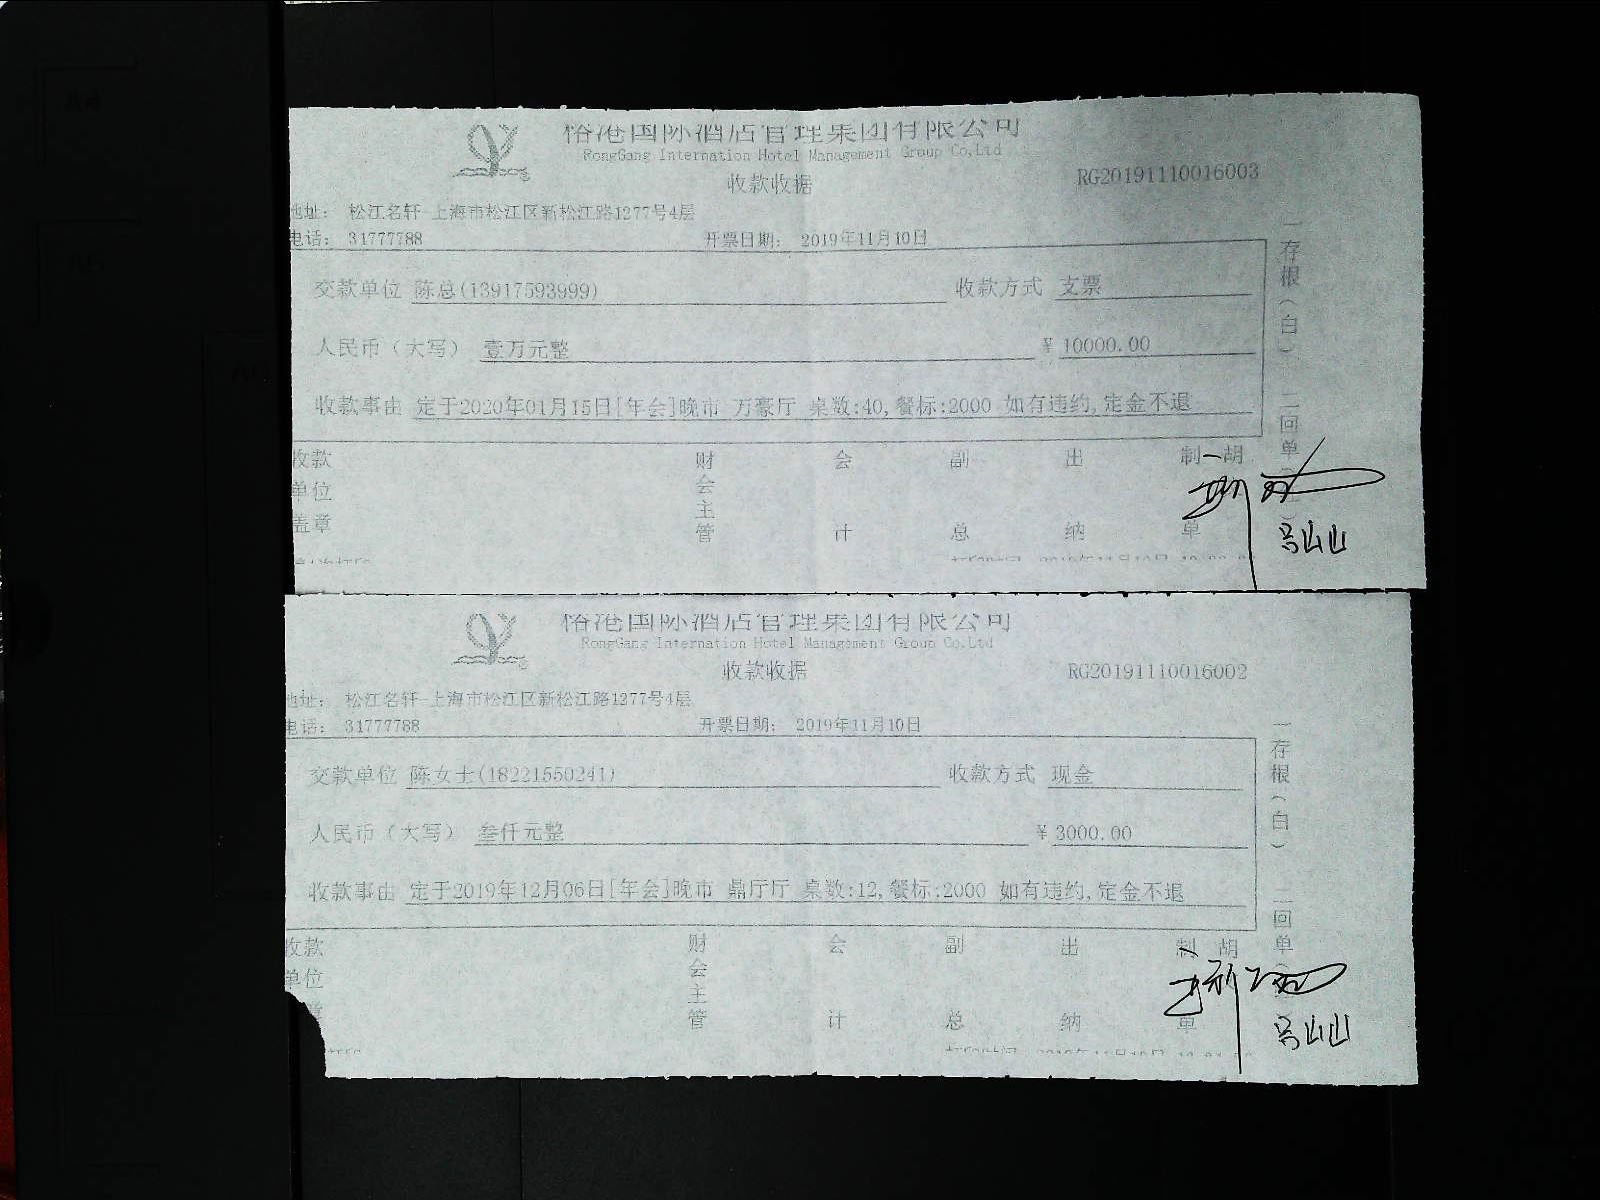 裕港国际酒店管理集团有限公司
RongGang Internation Hotel Management Group Co,Ltd
收款收据
RG20191110016003
地址： 松江名轩-上海市松江区新松江路1277号4层
电话： 31777788 开票日期： 2019年11月10日
交款单位 陈总(13917593999) 收款方式 支票
人民币（大写） 壹万元整 ¥ 10000.00
收款事由 定于2020年01月15日[年会]晚市 万豪厅 桌数:40,餐标:2000 如有违约,定金不退
一存根（白） 二回单
收款单位盖章 财会主管 会计 副总 出纳 制单 胡
裕港国际酒店管理集团有限公司
RongGang Internation Hotel Management Group Co,Ltd
收款收据
RG20191110016002
地址： 松江名轩-上海市松江区新松江路1277号4层
电话： 31777788 开票日期： 2019年11月10日
交款单位 陈女士(18221550241) 收款方式 现金
人民币（大写） 叁仟元整 ¥ 3000.00
收款事由 定于2019年12月06日[年会]晚市 鼎厅厅 桌数:12,餐标:2000 如有违约,定金不退
一存根（白） 二回单
收款单位 财会主管 会计 副总 出纳 制单 胡